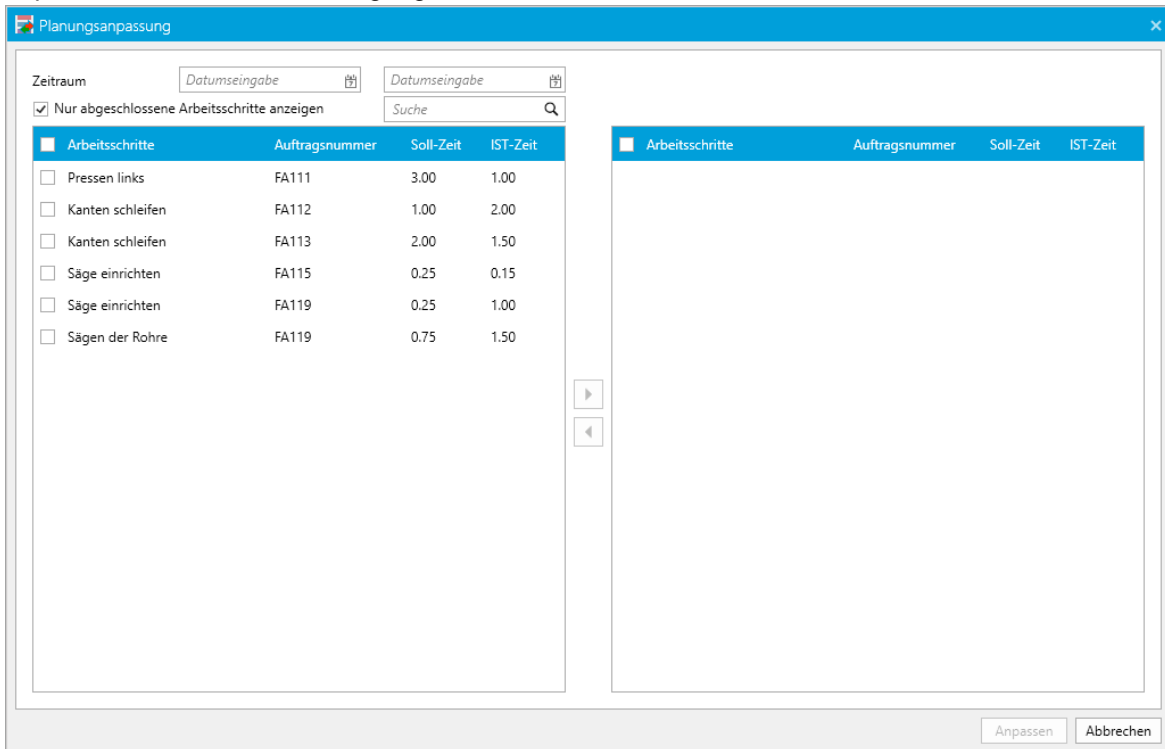 Planungsanpassung
Zeitraum Datumseingabe Datumseingabe
Nur abgeschlossene Arbeitsschritte anzeigen Suche
Arbeitsschritte Auftragsnummer Soll-Zeit IST-Zeit Arbeitsschritte Auftragsnummer Soll-Zeit IST-Zeit
Pressen links FA111 3.00 1.00
Kanten schleifen FA112 1.00 2.00
Kanten schleifen FA113 2.00 1.50
Säge einrichten FA115 0.25 0.15
Säge einrichten FA119 0.25 1.00
Sägen der Rohre FA119 0.75 1.50
Anpassen Abbrechen